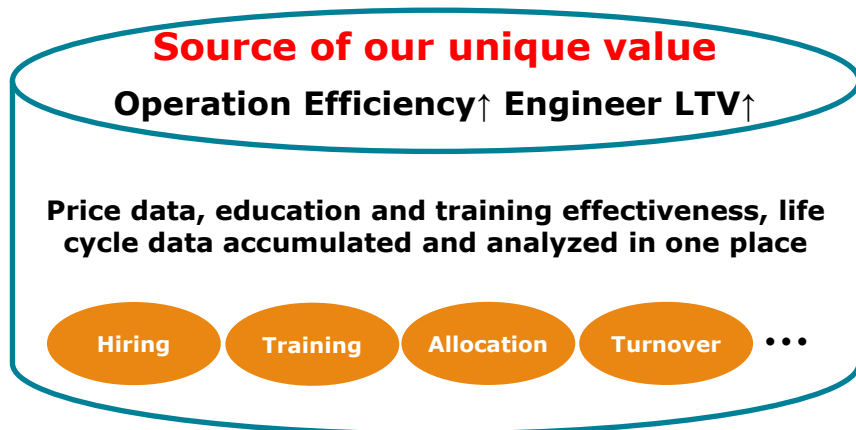 Source of our unique value
Operation Efficiency↑ Engineer LTV↑
Price data, education and training effectiveness, life
cycle data accumulated and analyzed in one place
Hiring Training Allocation Turnover •••